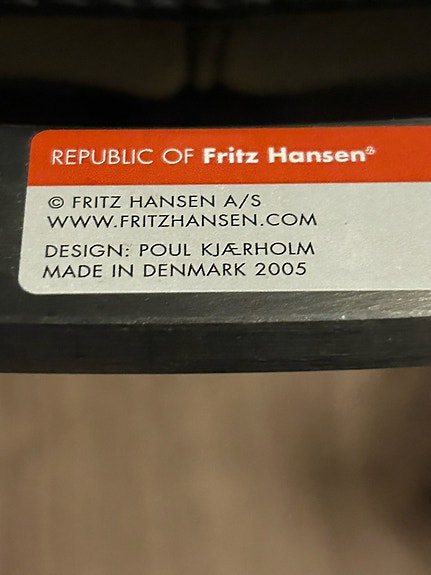 REPUBLIC OF Fritz Hansen®
© FRITZ HANSEN A/S
WWW.FRITZHANSEN.COM
DESIGN: POUL KJÆRHOLM
MADE IN DENMARK 2005